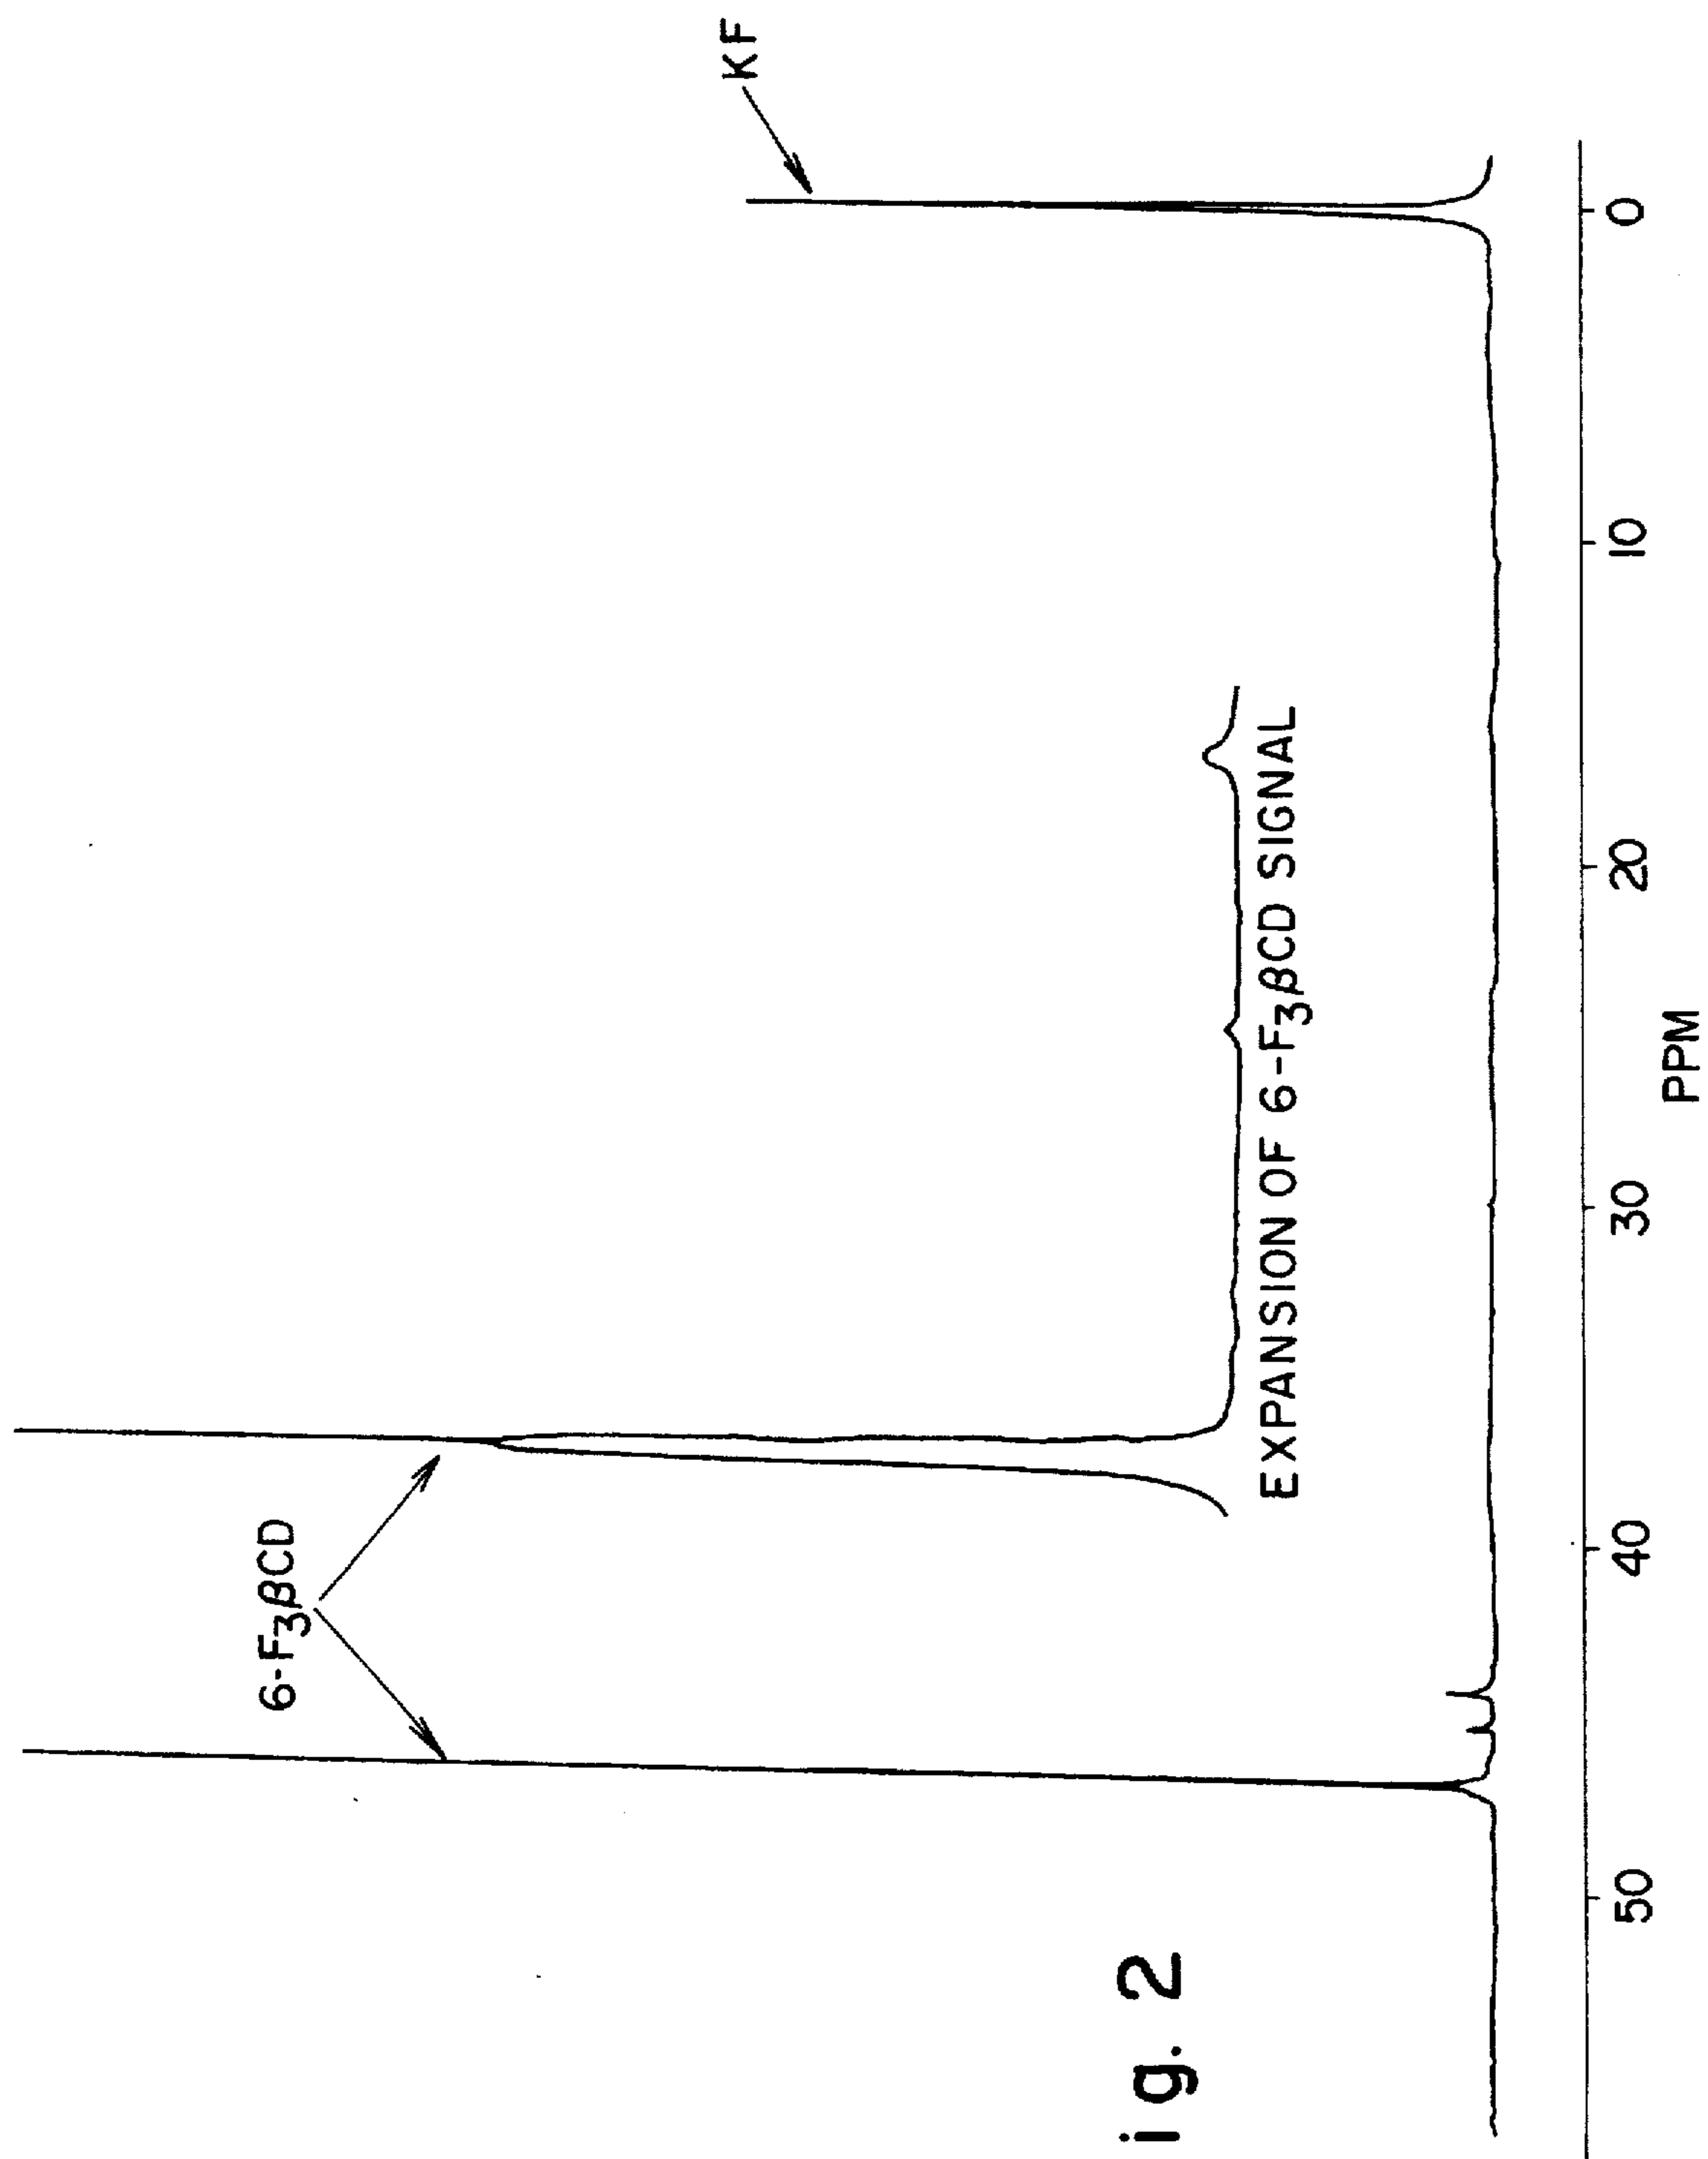 KF
6-F3βCD
EXPANSION OF 6-F3βCD SIGNAL
50 40 30 20 10 0
PPM
ig. 2